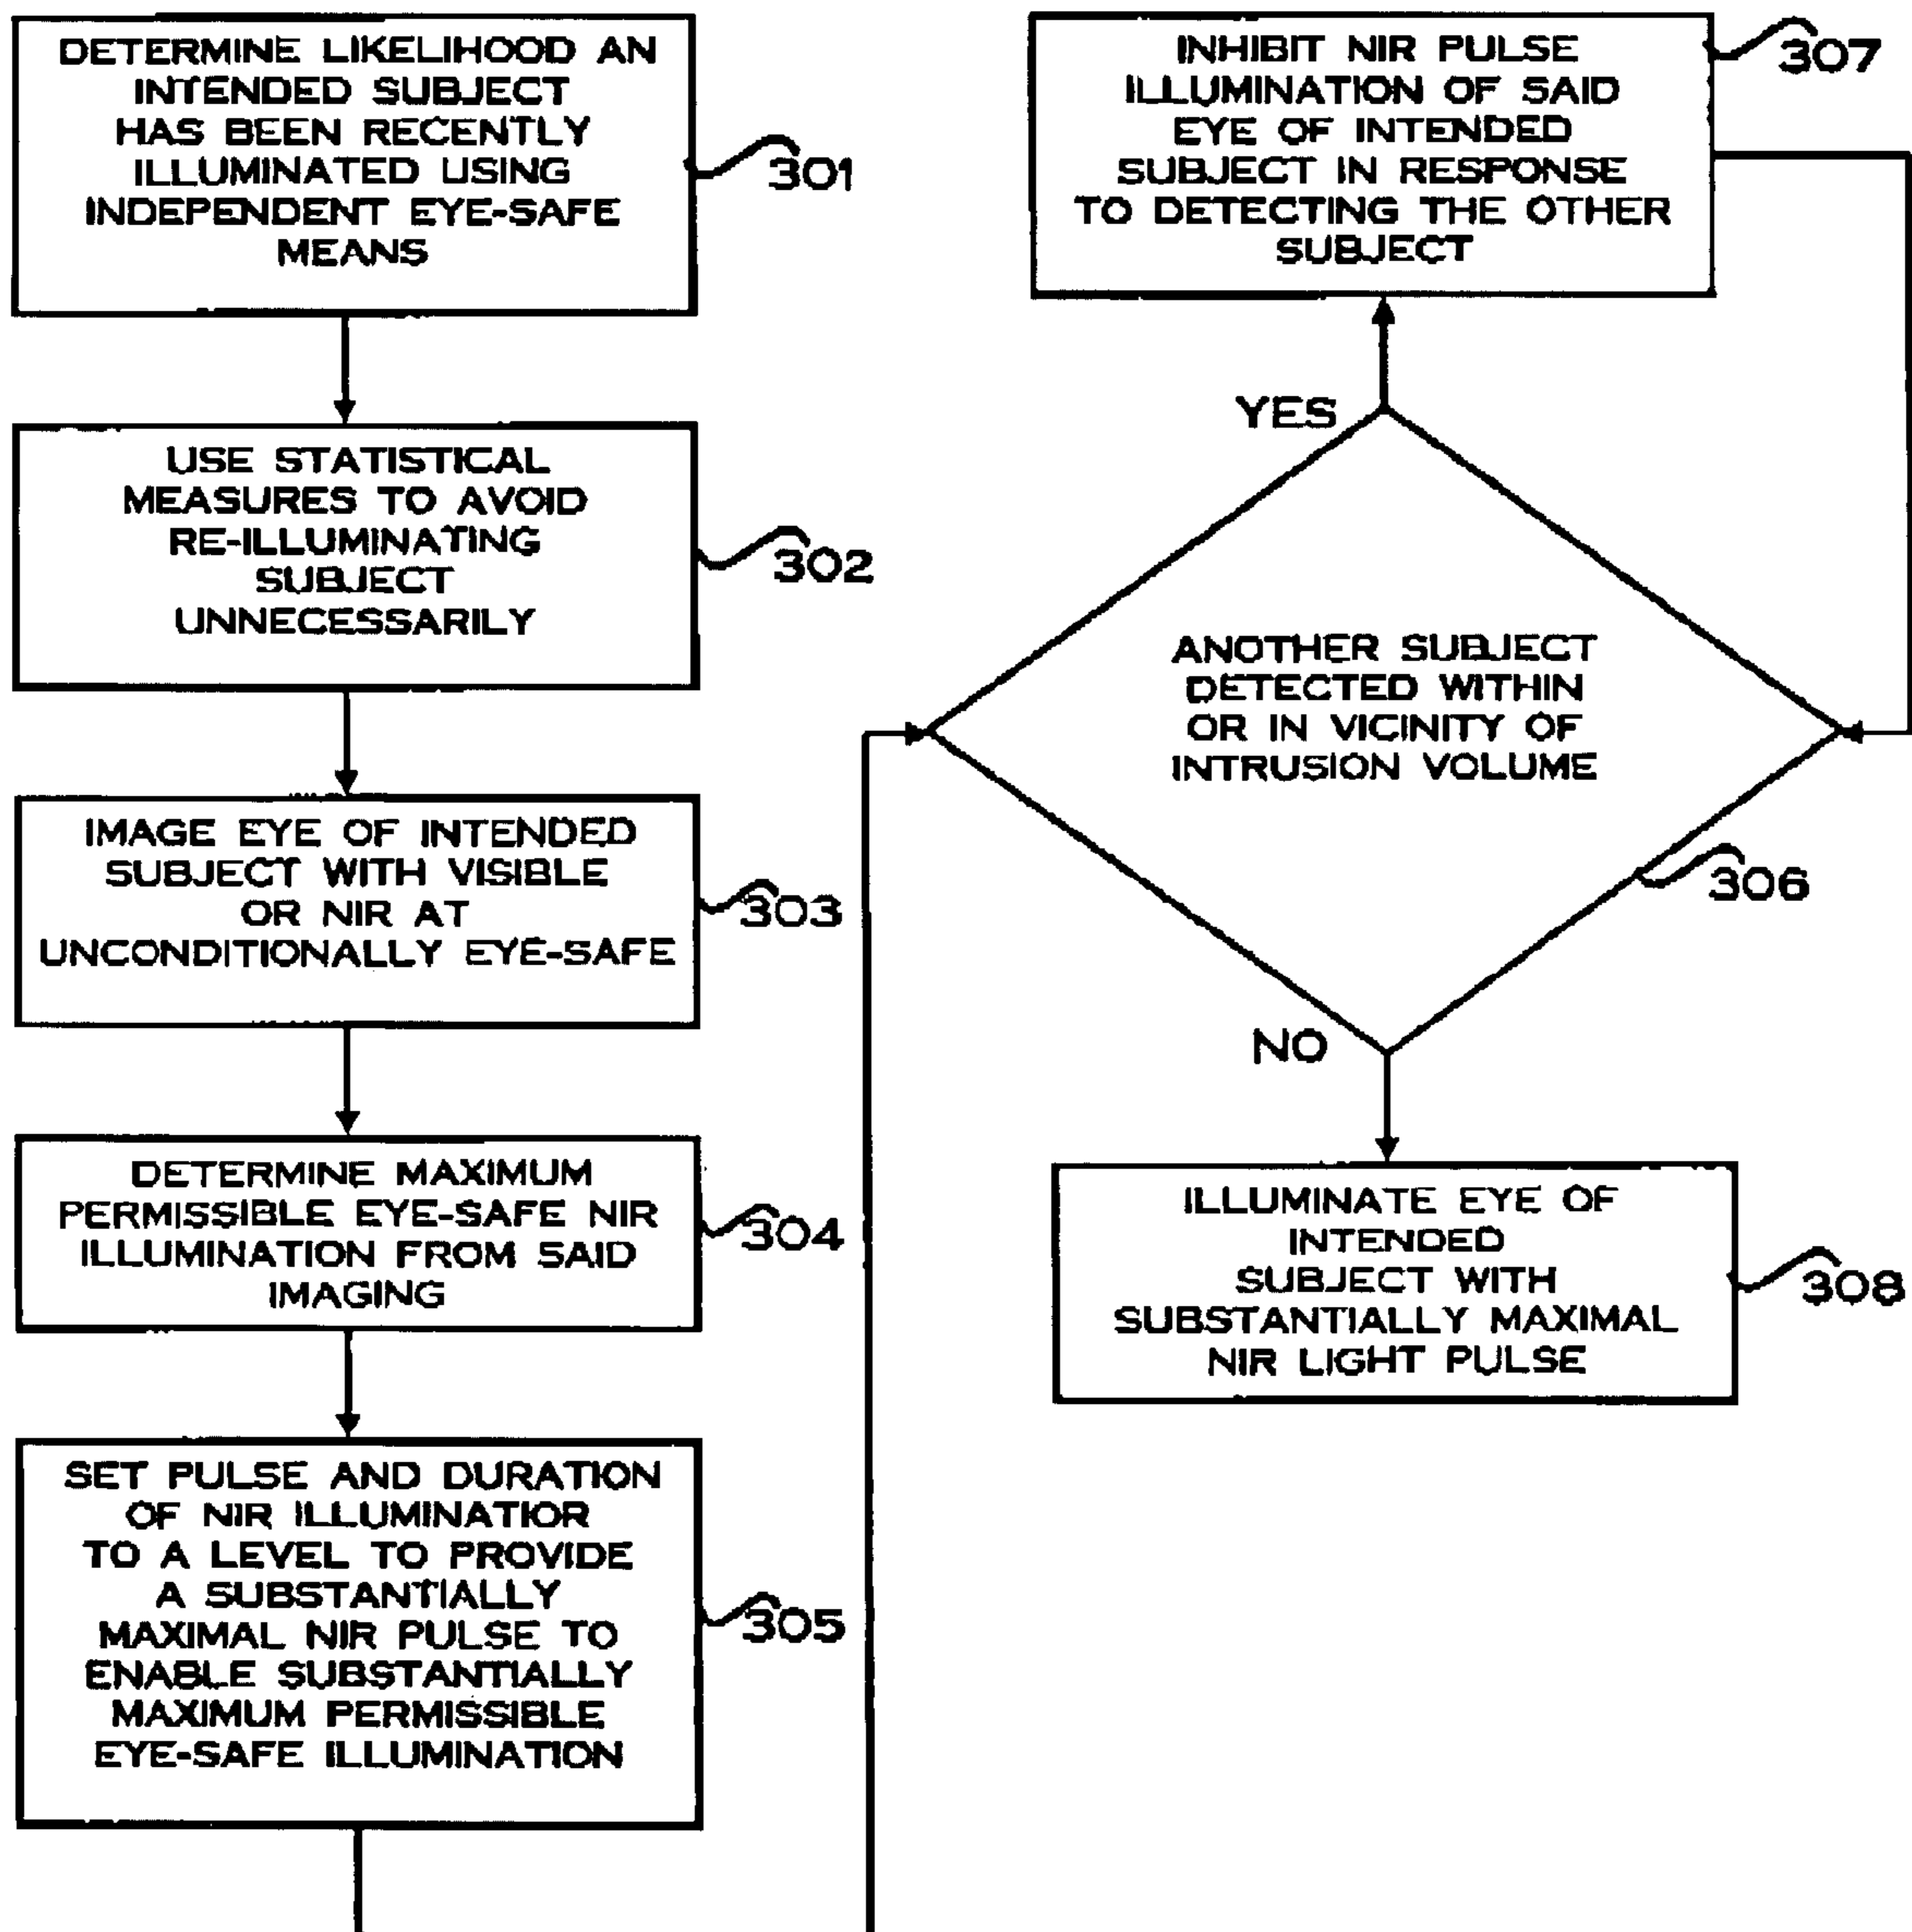 DETERMINE LIKELIHOOD AN
INTENDED SUBJECT
HAS BEEN RECENTLY
ILLUMINATED USING
INDEPENDENT EYE-SAFE
MEANS
301
USE STATISTICAL
MEASURES TO AVOID
RE-ILLUMINATING
SUBJECT
UNNECESSARILY
302
IMAGE EYE OF INTENDED
SUBJECT WITH VISIBLE
OR NIR AT
UNCONDITIONALLY EYE-SAFE
303
DETERMINE MAXIMUM
PERMISSIBLE EYE-SAFE NIR
ILLUMINATION FROM SAID
IMAGING
304
SET PULSE AND DURATION
OF NIR ILLUMINATIOR
TO A LEVEL TO PROVIDE
A SUBSTANTIALLY
MAXIMAL NIR PULSE TO
ENABLE SUBSTANTIALLY
MAXIMUM PERMISSIBLE
EYE-SAFE ILLUMINATION
305
INHIBIT NIR PULSE
ILLUMINATION OF SAID
EYE OF INTENDED
SUBJECT IN RESPONSE
TO DETECTING THE OTHER
SUBJECT
307
YES
ANOTHER SUBJECT
DETECTED WITHIN
OR IN VICINITY OF
INTRUSION VOLUME
306
NO
ILLUMINATE EYE OF
INTENDED
SUBJECT WITH
SUBSTANTIALLY MAXIMAL
NIR LIGHT PULSE
308